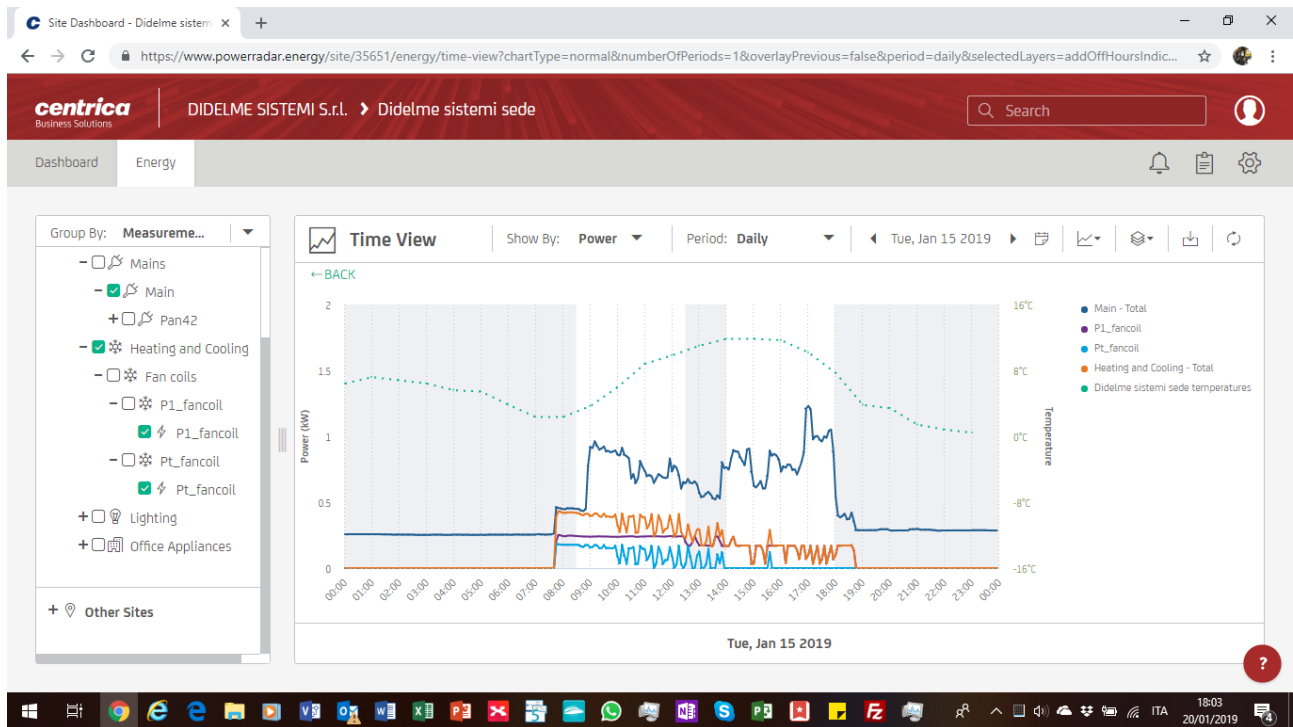 Site Dashboard - Didelme sistem
https://www.powerradar.energy/site/35651/energy/time-view?chartType=normal&numberOfPeriods=1&overlayPrevious=false&period=daily&selectedLayers=addOffHoursIndic...
centrica
Business Solutions
DIDELME SISTEMI S.r.l. > Didelme sistemi sede
Search
Dashboard Energy
Group By: Measureme...
Mains
Main
Pan42
Heating and Cooling
Fan coils
P1_fancoil
P1_fancoil
Pt_fancoil
Pt_fancoil
Lighting
Office Appliances
Other Sites
Time View Show By: Power Period: Daily Tue, Jan 15 2019
←BACK
2 16°C
1.5 8°C
1 0°C
0.5 -8°C
0 -16°C
Power (kW)
Temperature
00:00 01:00 02:00 03:00 04:00 05:00 06:00 07:00 08:00 09:00 10:00 11:00 12:00 13:00 14:00 15:00 16:00 17:00 18:00 19:00 20:00 21:00 22:00 23:00 00:00
Main - Total
P1_fancoil
Pt_fancoil
Heating and Cooling - Total
Didelme sistemi sede temperatures
Tue, Jan 15 2019
?
ITA
18:03
20/01/2019
4